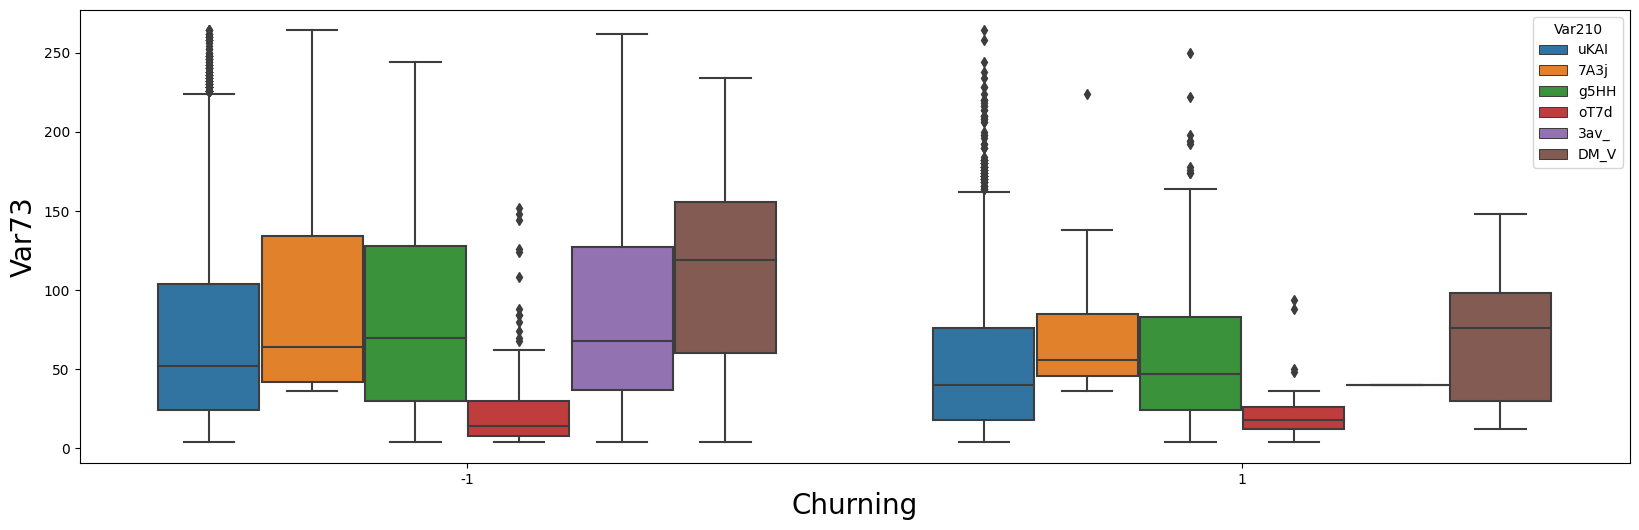 Var73
250
200
150
100
50
0
-1
1
Churning
Var210
uKAI
7A3j
g5HH
oT7d
3av_
DM_V